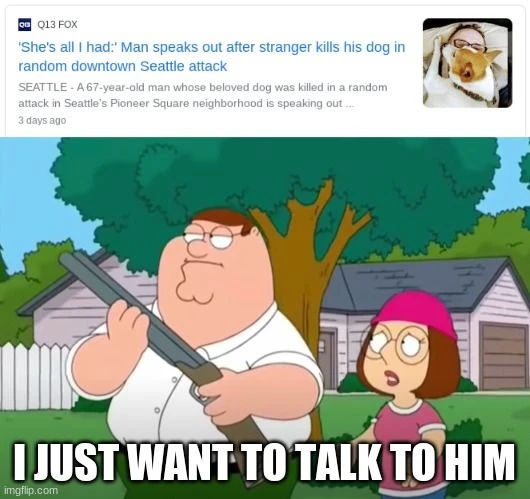 Q13 Q13 FOX
'She's all I had:' Man speaks out after stranger kills his dog in
random downtown Seattle attack
SEATTLE - A 67-year-old man whose beloved dog was killed in a random
attack in Seattle's Pioneer Square neighborhood is speaking out ...
3 days ago
I JUST WANT TO TALK TO HIM
imgflip.com